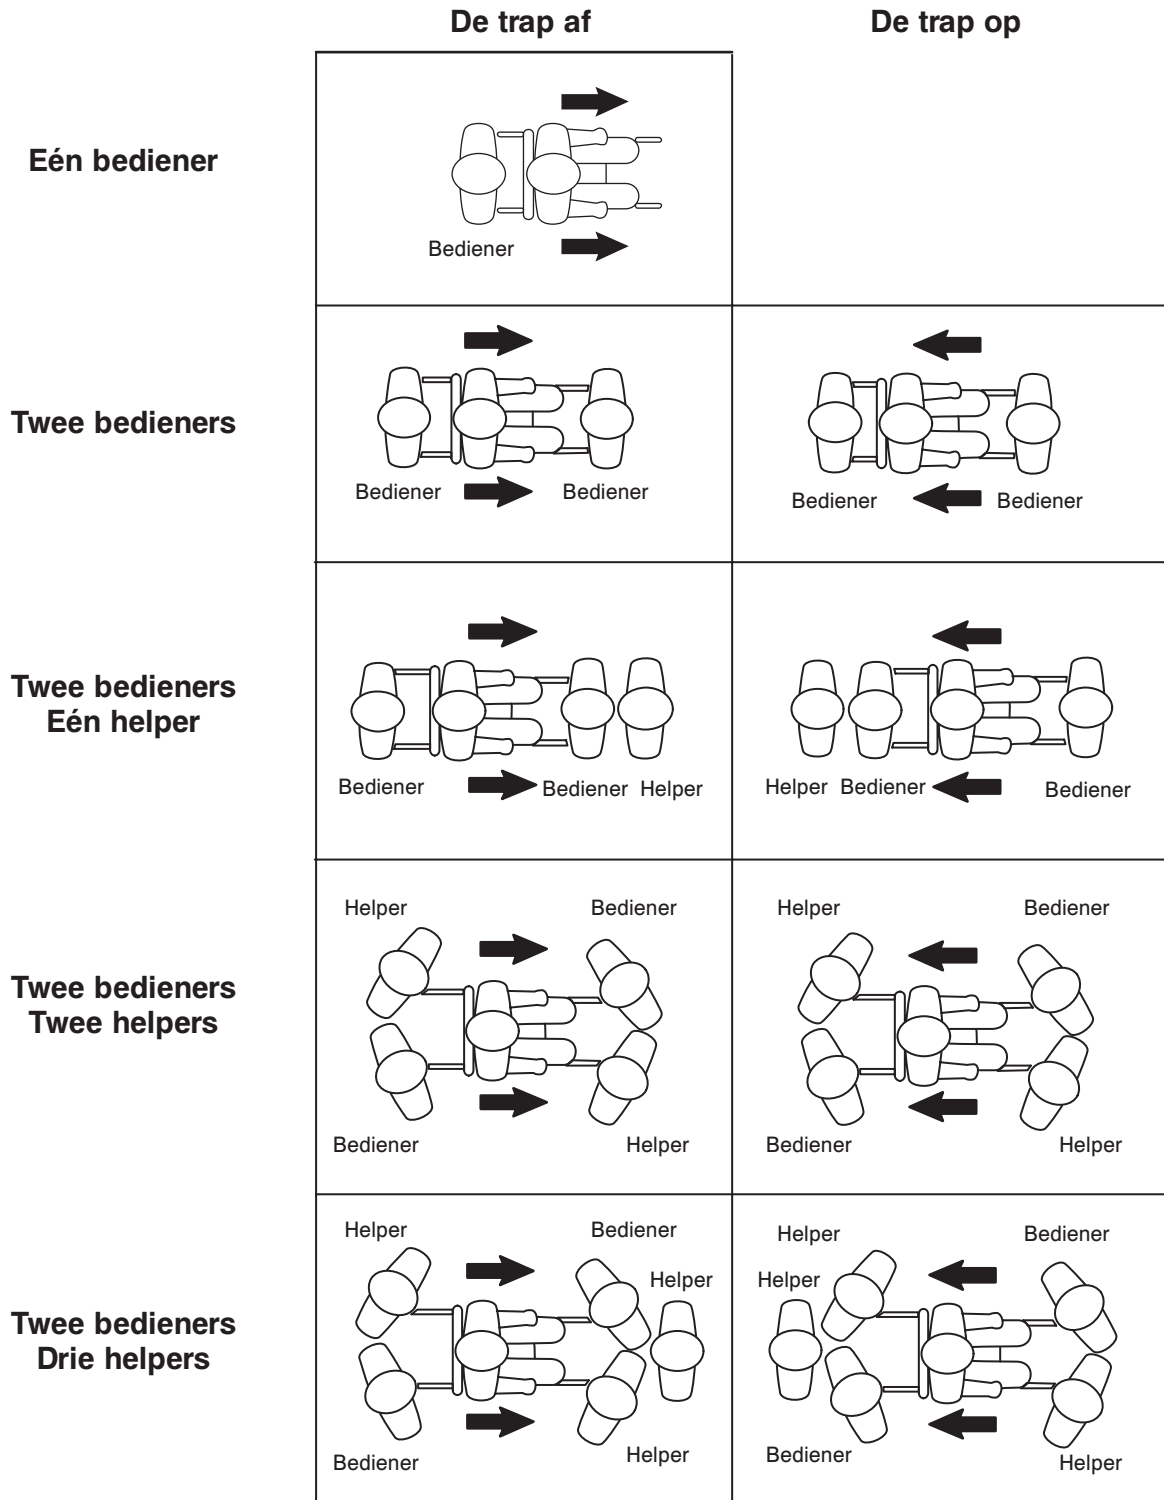 De trap af
De trap op
Eén bediener
Bediener
Twee bedieners
Bediener
Bediener
Bediener
Bediener
Twee bedieners
Eén helper
Bediener
Bediener
Helper
Helper
Bediener
Bediener
Twee bedieners
Twee helpers
Helper
Bediener
Bediener
Helper
Helper
Bediener
Bediener
Helper
Twee bedieners
Drie helpers
Helper
Bediener
Helper
Bediener
Helper
Helper
Bediener
Helper
Bediener
Helper